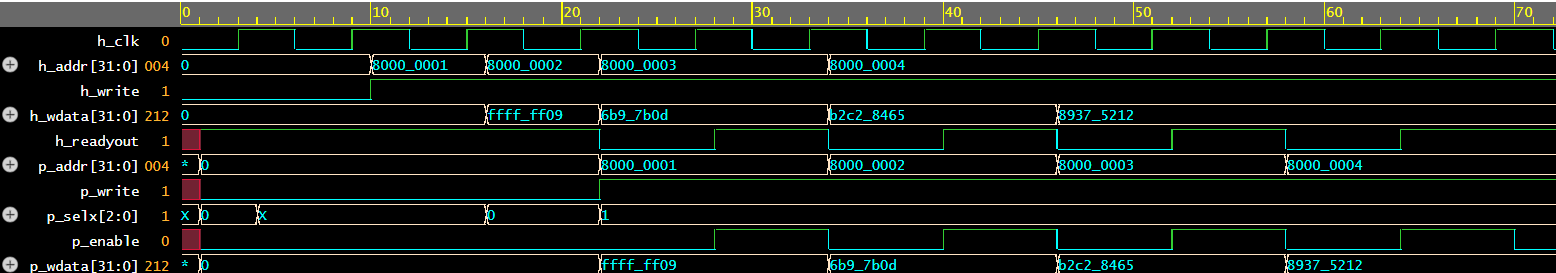 0 10 20 30 40 50 60 70
h_clk 0
h_addr[31:0] 004 0 8000_0001 8000_0002 8000_0003 8000_0004
h_write 1
h_wdata[31:0] 212 0 ffff_ff09 6b9_7b0d b2c2_8465 8937_5212
h_readyout 1
p_addr[31:0] 004 * 0 8000_0001 8000_0002 8000_0003 8000_0004
p_write 1
p_selx[2:0] 1 X 0 X 0 1
p_enable 0
p_wdata[31:0] 212 * 0 ffff_ff09 6b9_7b0d b2c2_8465 8937_5212